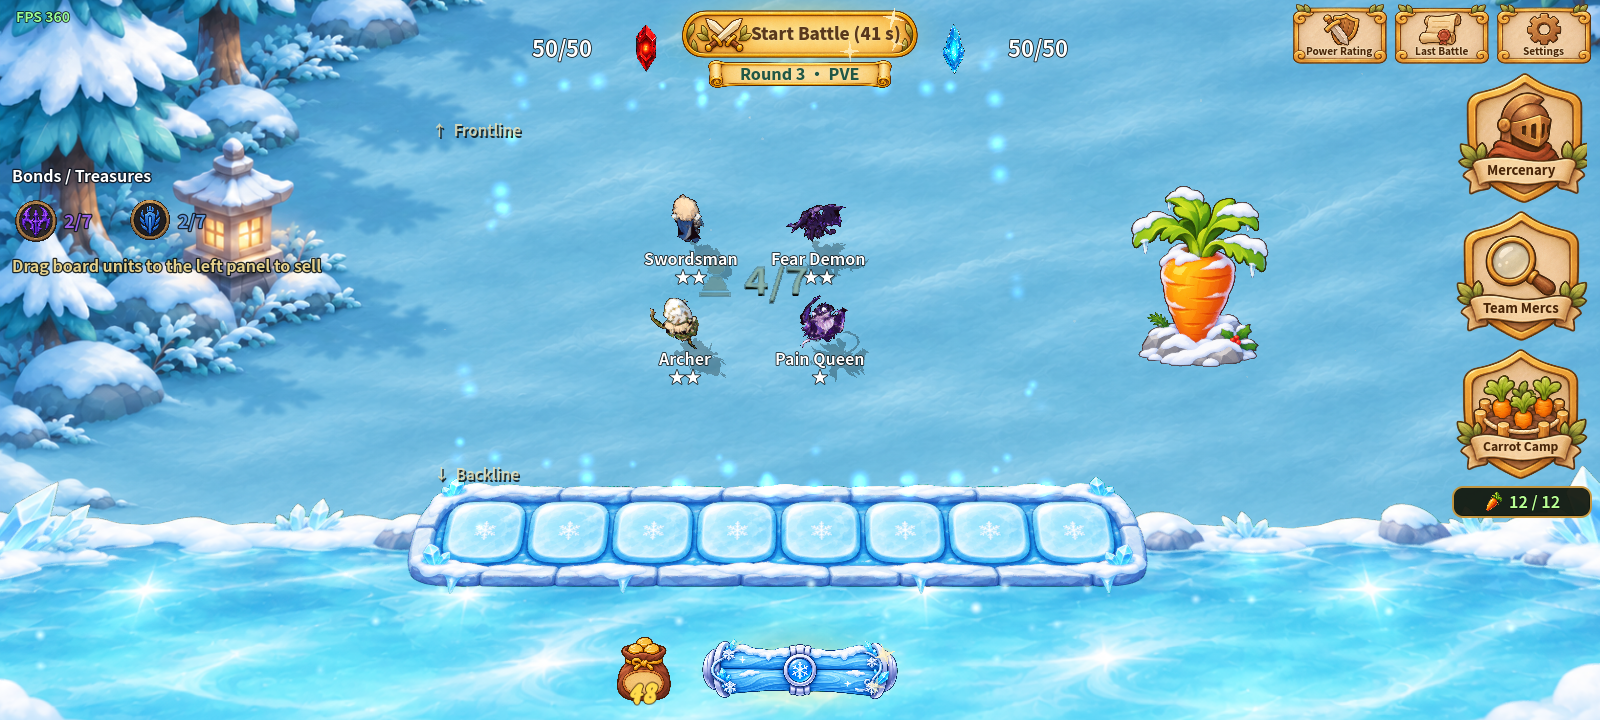 FPS 360
50/50
Start Battle (41 s)
50/50
Round 3 • PVE
Power Rating
Last Battle
Settings
↑ Frontline
Mercenary
Bonds / Treasures
2/7
2/7
Drag board units to the left panel to sell
Swordsman
★★
Fear Demon
★★
4/7
Team Mercs
Archer
★★
Pain Queen
★
Carrot Camp
↓ Backline
12 / 12
48